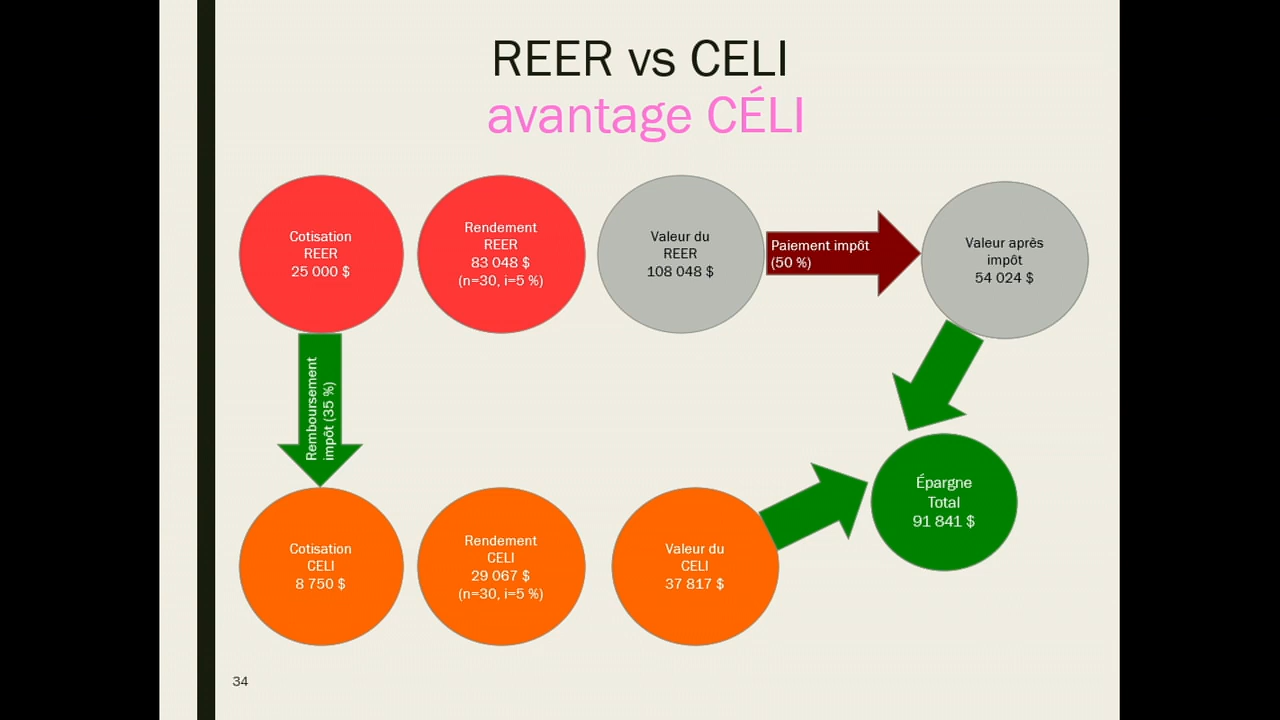 REER vs CELI
avantage CÉLI
Cotisation
REER
25 000 $
Rendement
REER
83 048 $
(n=30, i=5 %)
Valeur du
REER
108 048 $
Paiement impôt
(50 %)
Valeur après
impôt
54 024 $
Remboursement
impôt (35 %)
Cotisation
CELI
8 750 $
Rendement
CELI
29 067 $
(n=30, i=5 %)
Valeur du
CELI
37 817 $
Épargne
Total
91 841 $
34